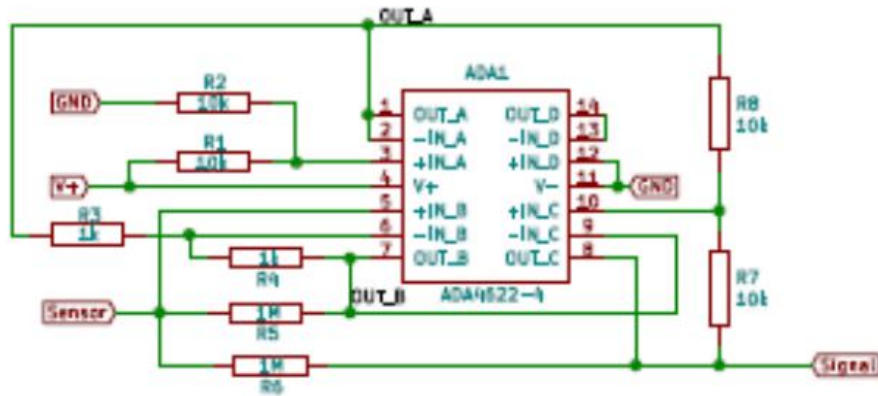 OUT_A
ADA1
R2
GND
10k
R1
10k
V+
R3
1k
1k
R4
OUT_B
Sensor
1M
R5
1M
R6
1 OUT_A OUT_D 14
2 -IN_A -IN_D 13
3 +IN_A +IN_D 12
4 V+ V- 11
5 +IN_B +IN_C 10
6 -IN_B -IN_C 9
7 OUT_B OUT_C 8
ADA4622-4
GND
R8
10k
R7
10k
Signal